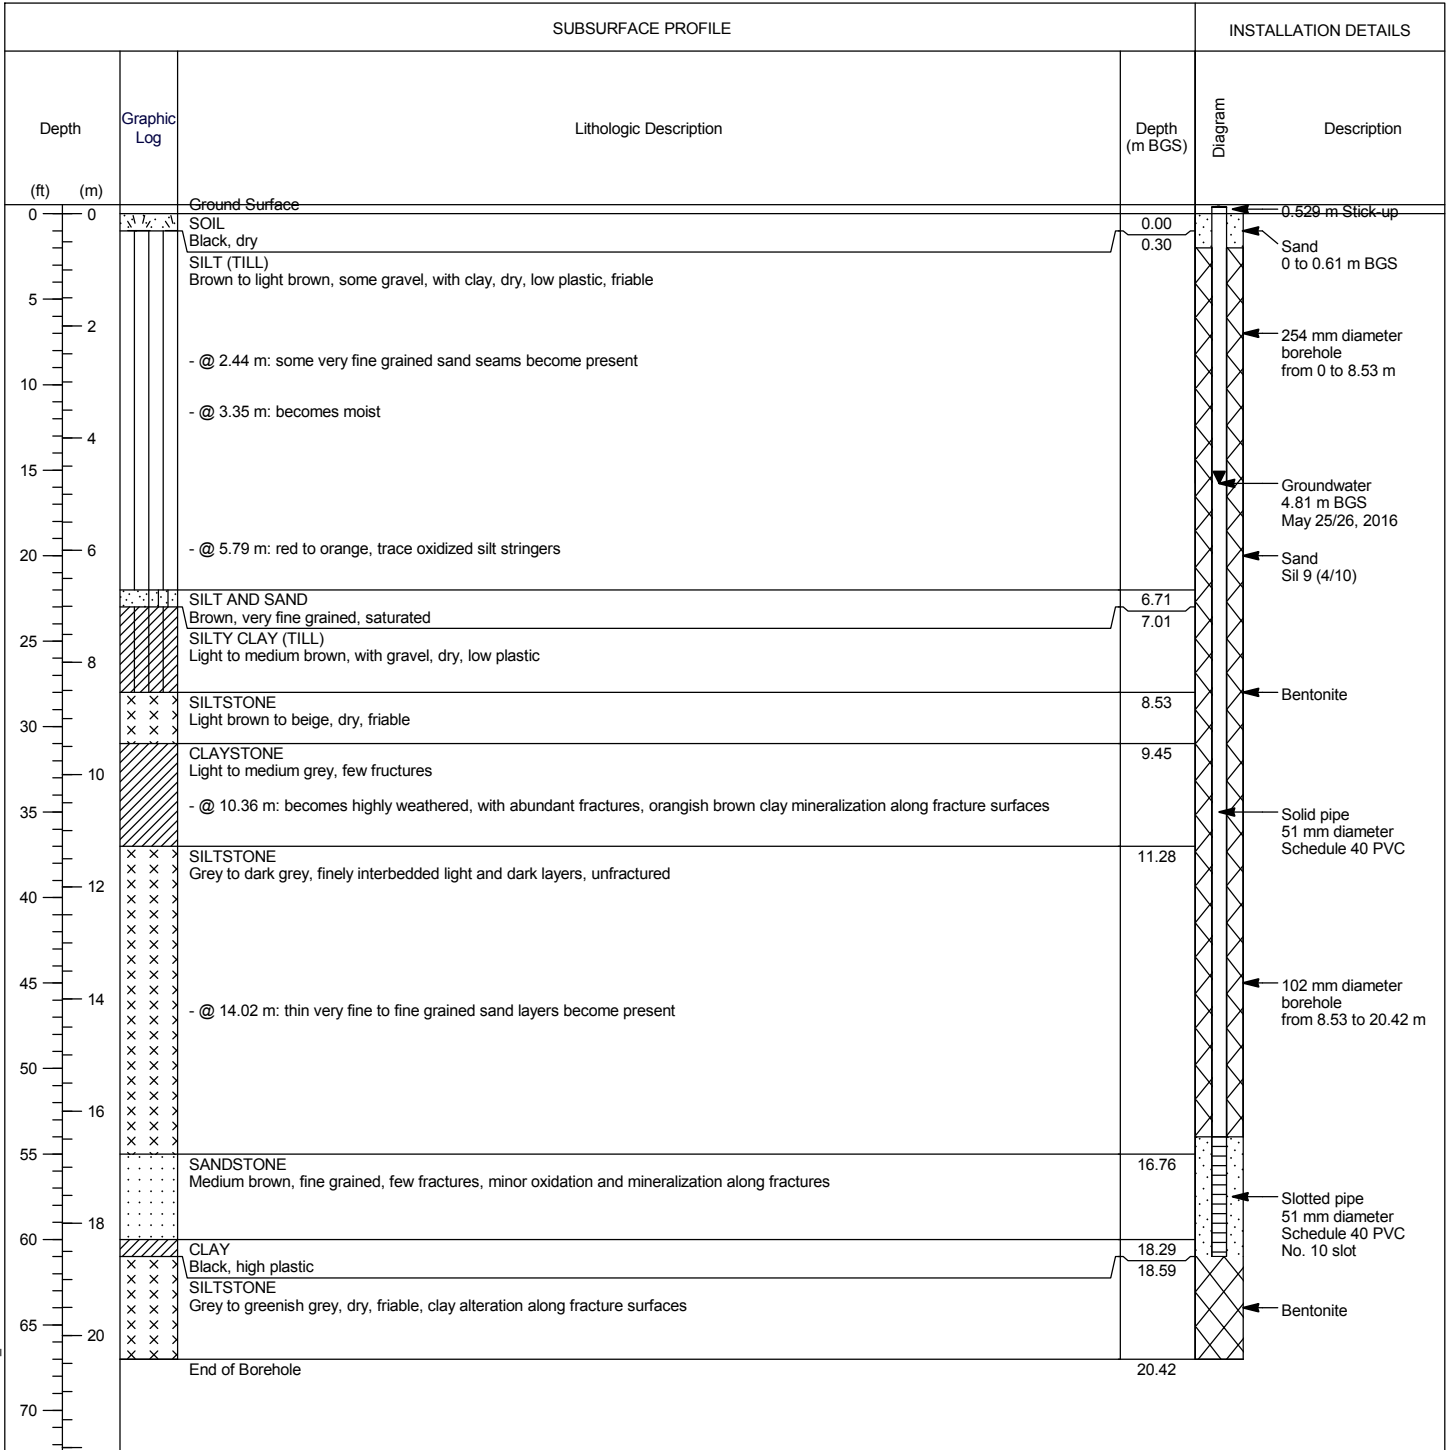 SUBSURFACE PROFILE
INSTALLATION DETAILS
Depth
Graphic
Log
Lithologic Description
Depth
(m BGS)
Diagram
Description
(ft)
(m)
Ground Surface
0
0
SOIL
Black, dry
0.00
0.30
0.529 m Stick-up
Sand
0 to 0.61 m BGS
SILT (TILL)
Brown to light brown, some gravel, with clay, dry, low plastic, friable
5
2
- @ 2.44 m: some very fine grained sand seams become present
254 mm diameter
borehole
from 0 to 8.53 m
10
- @ 3.35 m: becomes moist
4
15
Groundwater
4.81 m BGS
May 25/26, 2016
20
6
- @ 5.79 m: red to orange, trace oxidized silt stringers
Sand
Sil 9 (4/10)
SILT AND SAND
Brown, very fine grained, saturated
6.71
7.01
25
SILTY CLAY (TILL)
Light to medium brown, with gravel, dry, low plastic
8
SILTSTONE
Light brown to beige, dry, friable
8.53
Bentonite
30
CLAYSTONE
Light to medium grey, few fructures
9.45
10
- @ 10.36 m: becomes highly weathered, with abundant fractures, orangish brown clay mineralization along fracture surfaces
35
Solid pipe
51 mm diameter
Schedule 40 PVC
SILTSTONE
Grey to dark grey, finely interbedded light and dark layers, unfractured
11.28
12
40
45
14
- @ 14.02 m: thin very fine to fine grained sand layers become present
102 mm diameter
borehole
from 8.53 to 20.42 m
50
16
55
SANDSTONE
Medium brown, fine grained, few fractures, minor oxidation and mineralization along fractures
16.76
18
Slotted pipe
51 mm diameter
Schedule 40 PVC
No. 10 slot
60
CLAY
Black, high plastic
18.29
18.59
SILTSTONE
Grey to greenish grey, dry, friable, clay alteration along fracture surfaces
Bentonite
65
20
End of Borehole
20.42
70